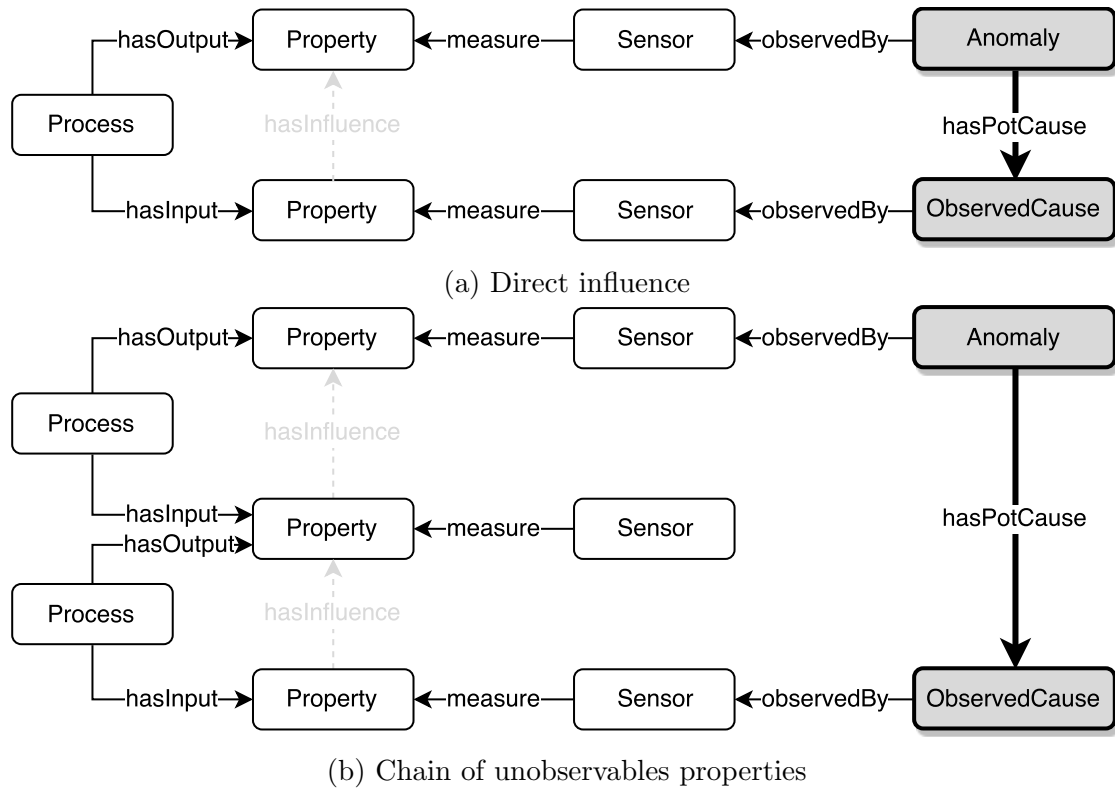 hasOutput Property measure Sensor observedBy Anomaly
Process hasInfluence hasPotCause
hasInput Property measure Sensor observedBy ObservedCause
(a) Direct influence
hasOutput Property measure Sensor observedBy Anomaly
Process hasInfluence
hasInput Property measure Sensor hasPotCause
hasOutput
Process hasInfluence
hasInput Property measure Sensor observedBy ObservedCause
(b) Chain of unobservables properties